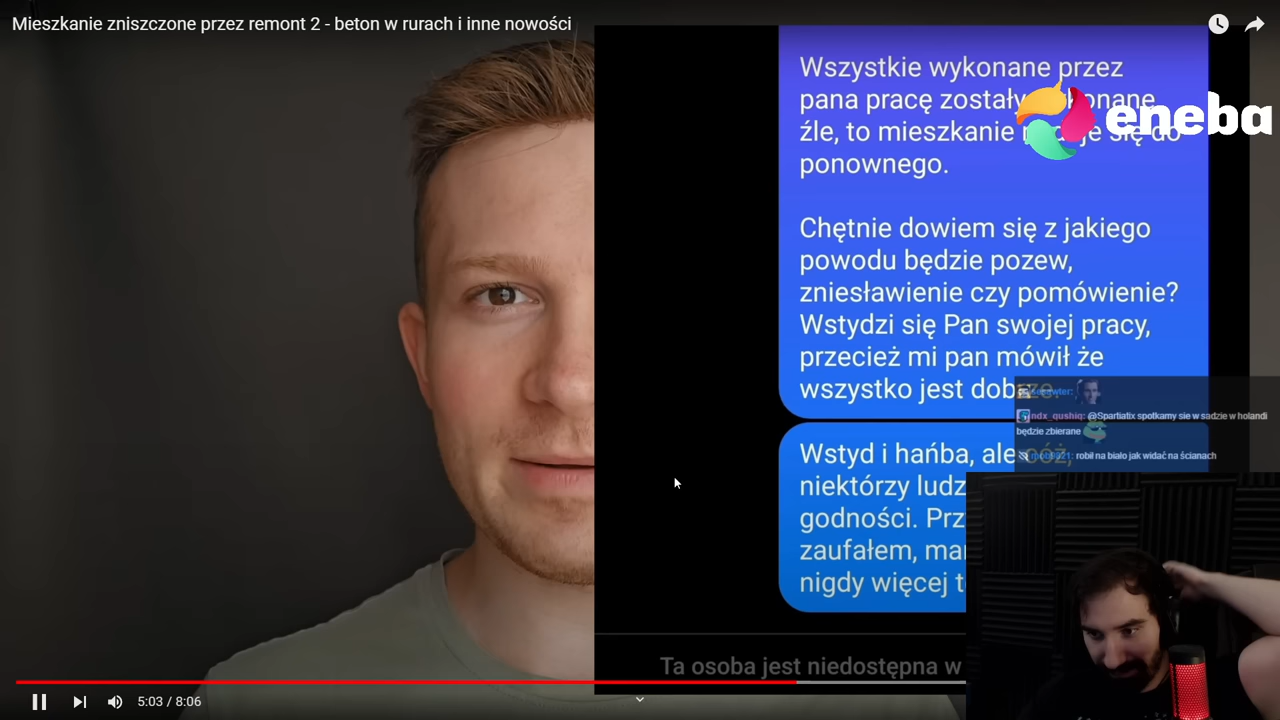 Mieszkanie zniszczone przez remont 2 - beton w rurach i inne nowości
Wszystkie wykonane przez
pana pracę zostały
źle, to mieszkanie się do
ponownego.
eneba
Chętnie dowiem się z jakiego
powodu będzie pozew,
zniesławienie czy pomówienie?
Wstydzi się Pan swojej pracy,
przecież mi pan mówił że
wszystko jest
ndx_qushiq: @Spartiatix spotkamy sie w sadzie w holandi
będzie zbierane
robił na biało jak widać na ścianach
Wstyd i hańba, ale
niektórzy
godności.
zaufałem,
nigdy więcej
Ta osoba jest niedostępna w
5:03 / 8:06